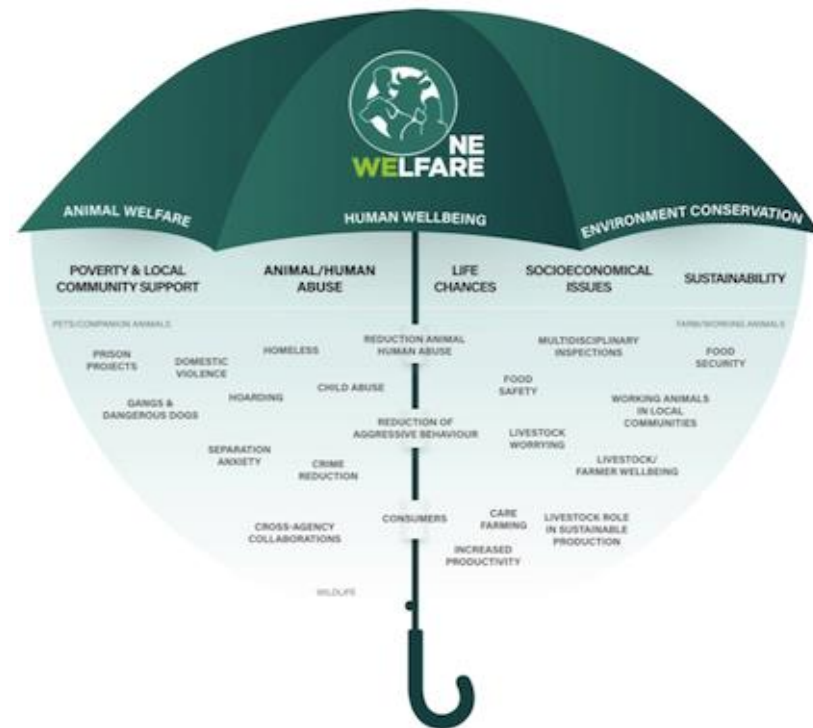 ONE
WELFARE
ANIMAL WELFARE
HUMAN WELLBEING
ENVIRONMENT CONSERVATION
POVERTY & LOCAL
COMMUNITY SUPPORT
ANIMAL/HUMAN
ABUSE
LIFE
CHANCES
SOCIOECONOMICAL
ISSUES
SUSTAINABILITY
PETS/COMPANION ANIMALS
FARM/WORKING ANIMALS
PRISON
PROJECTS
DOMESTIC
VIOLENCE
HOMELESS
REDUCTION ANIMAL
HUMAN ABUSE
MULTIDISCIPLINARY
INSPECTIONS
FOOD
SECURITY
GANGS &
DANGEROUS DOGS
HOARDING
CHILD ABUSE
FOOD
SAFETY
WORKING ANIMALS
IN LOCAL
COMMUNITIES
REDUCTION OF
AGGRESSIVE BEHAVIOUR
LIVESTOCK
WORRYING
SEPARATION
ANXIETY
CRIME
REDUCTION
LIVESTOCK/
FARMER WELLBEING
CROSS-AGENCY
COLLABORATIONS
CONSUMERS
CARE
FARMING
LIVESTOCK ROLE
IN SUSTAINABLE
PRODUCTION
INCREASED
PRODUCTIVITY
WILDLIFE